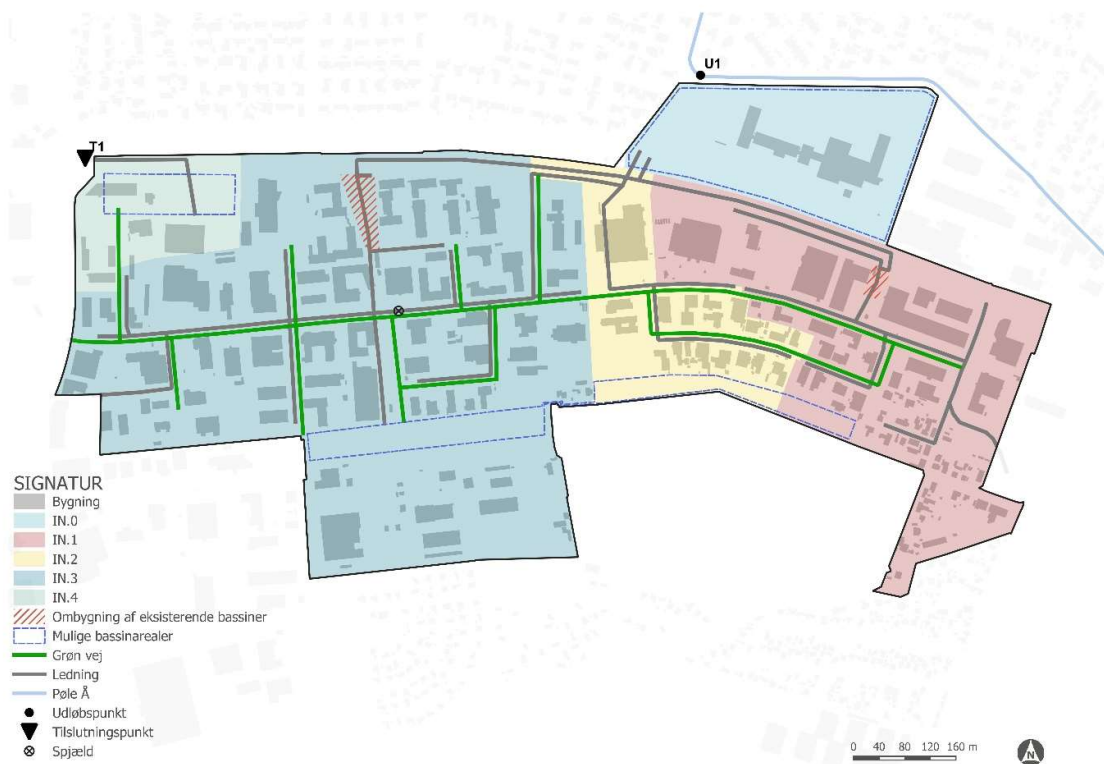 U1
T1
SIGNATUR
Bygning
IN.0
IN.1
IN.2
IN.3
IN.4
Ombygning af eksisterende bassiner
Mulige bassinarealer
Grøn vej
Ledning
Pøle Å
Udløbspunkt
Tilslutningspunkt
Spjæld
0 40 80 120 160 m
N